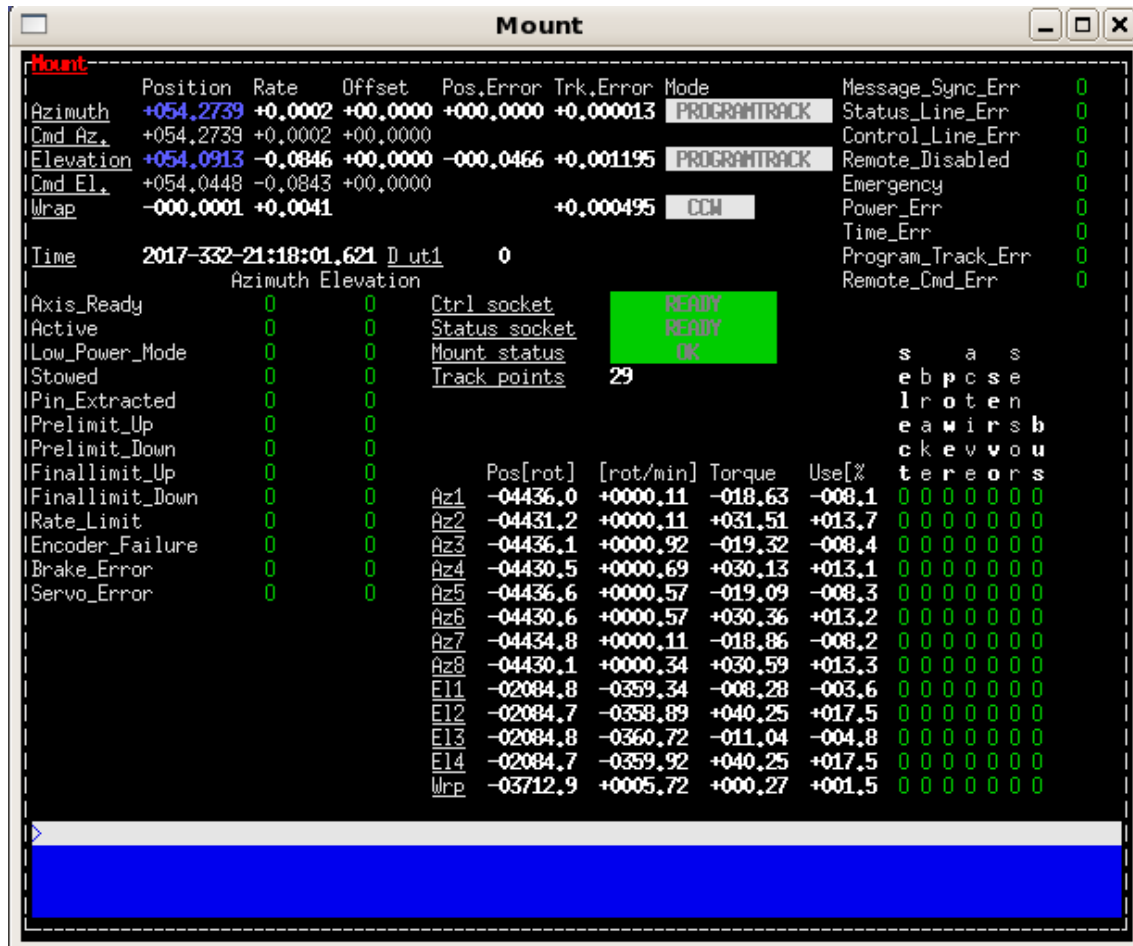 Mount
Mount
Position Rate Offset Pos.Error Trk.Error Mode Message_Sync_Err 0
Azimuth +054.2739 +0.0002 +00.0000 +000.0000 +0.000013 PROGRAMTRACK Status_Line_Err 0
Cmd Az. +054.2739 +0.0002 +00.0000 Control_Line_Err 0
Elevation +054.0913 -0.0846 +00.0000 -000.0466 +0.001195 PROGRAMTRACK Remote_Disabled 0
Cmd El. +054.0448 -0.0843 +00.0000 Emergency 0
Wrap -000.0001 +0.0041 +0.000495 CCW Power_Err 0
Time_Err 0
Time 2017-332-21:18:01.621 D ut1 0 Program_Track_Err 0
Azimuth Elevation Remote_Cmd_Err 0
Axis_Ready 0 0 Ctrl socket READY
Active 0 0 Status socket READY
Low_Power_Mode 0 0 Mount status OK s a s
Stowed 0 0 Track points 29 e b p c s e
Pin_Extracted 0 0 l r o t e n
Prelimit_Up 0 0 e a w i r s b
Prelimit_Down 0 0 c k e v v o u
Finallimit_Up 0 0 Pos[rot] [rot/min] Torque Use[% t e r e o r s
Finallimit_Down 0 0 Az1 -04436.0 +0000.11 -018.63 -008.1 0 0 0 0 0 0 0
Rate_Limit 0 0 Az2 -04431.2 +0000.11 +031.51 +013.7 0 0 0 0 0 0 0
Encoder_Failure 0 0 Az3 -04436.1 +0000.92 -019.32 -008.4 0 0 0 0 0 0 0
Brake_Error 0 0 Az4 -04430.5 +0000.69 +030.13 +013.1 0 0 0 0 0 0 0
Servo_Error 0 0 Az5 -04436.6 +0000.57 -019.09 -008.3 0 0 0 0 0 0 0
Az6 -04430.6 +0000.57 +030.36 +013.2 0 0 0 0 0 0 0
Az7 -04434.8 +0000.11 -018.86 -008.2 0 0 0 0 0 0 0
Az8 -04430.1 +0000.34 +030.59 +013.3 0 0 0 0 0 0 0
El1 -02084.8 -0359.34 -008.28 -003.6 0 0 0 0 0 0 0
El2 -02084.7 -0358.89 +040.25 +017.5 0 0 0 0 0 0 0
El3 -02084.8 -0360.72 -011.04 -004.8 0 0 0 0 0 0 0
El4 -02084.7 -0359.92 +040.25 +017.5 0 0 0 0 0 0 0
Wrp -03712.9 +0005.72 +000.27 +001.5 0 0 0 0 0 0 0
>